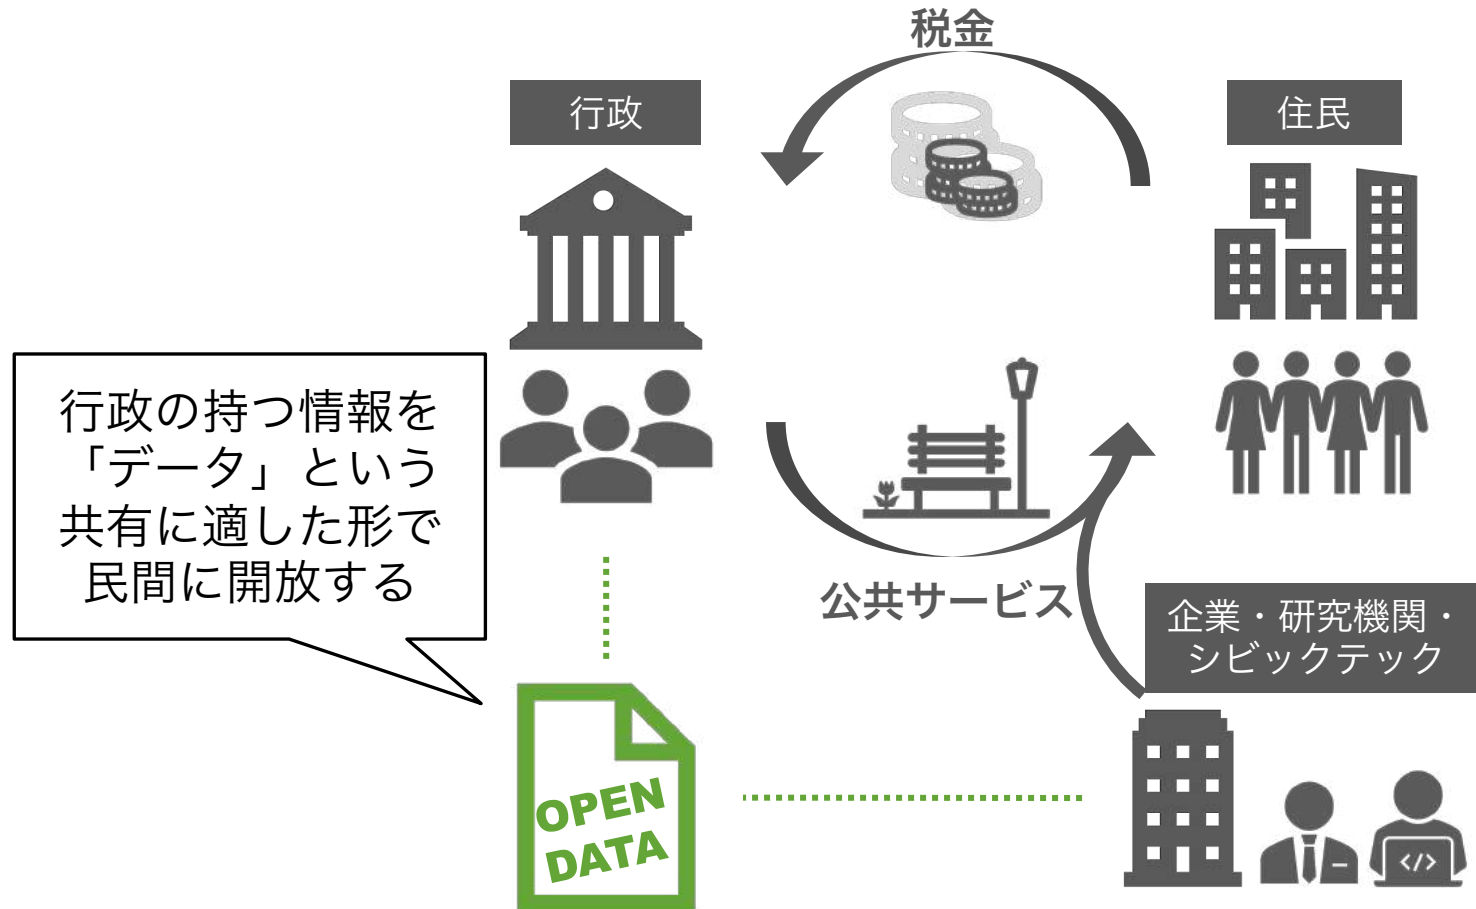 税金
行政
住民
行政の持つ情報を
「データ」という
共有に適した形で
民間に開放する
公共サービス
企業・研究機関・
シビックテック
OPEN
DATA
</>